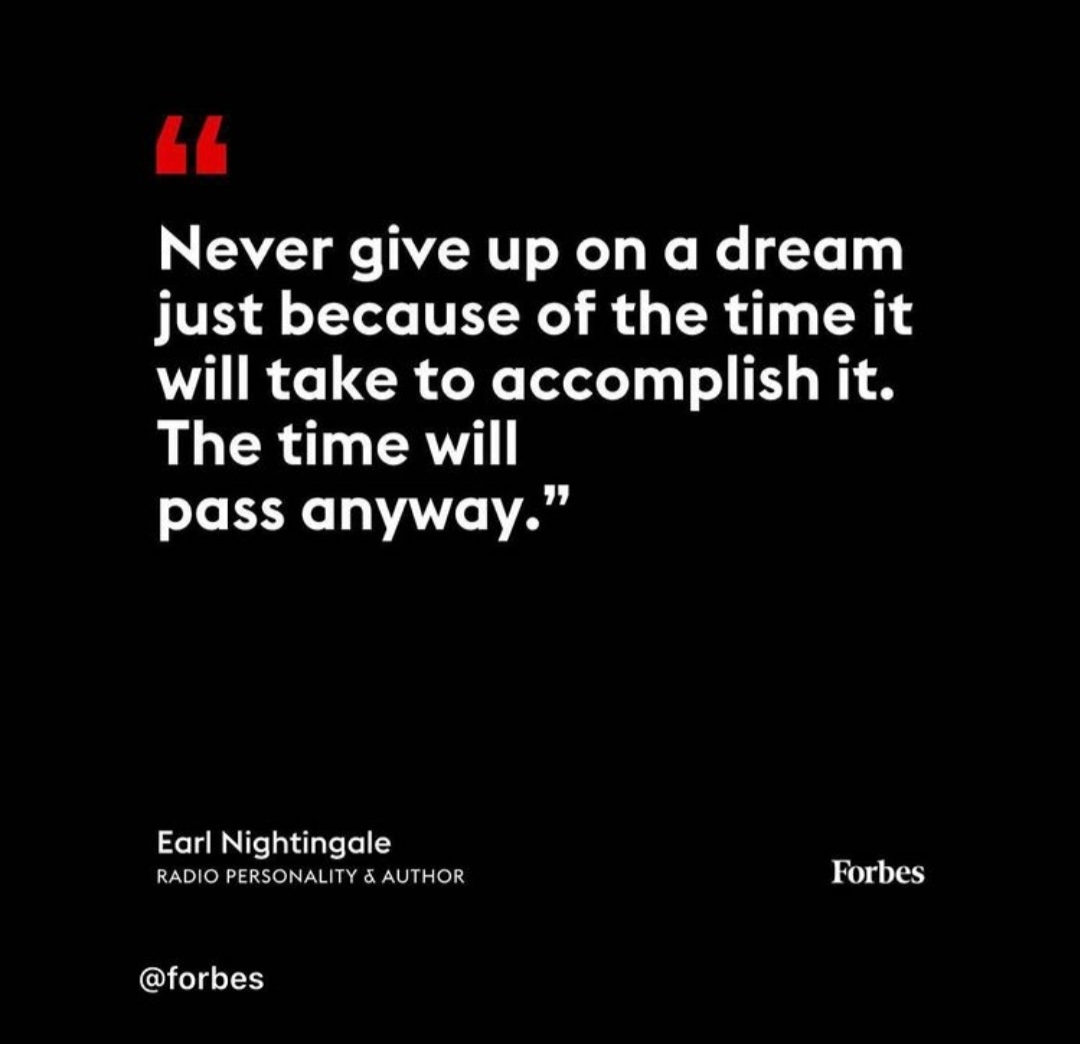 “
Never give up on a dream
just because of the time it
will take to accomplish it.
The time will
pass anyway.”
Earl Nightingale
RADIO PERSONALITY & AUTHOR
Forbes
@forbes